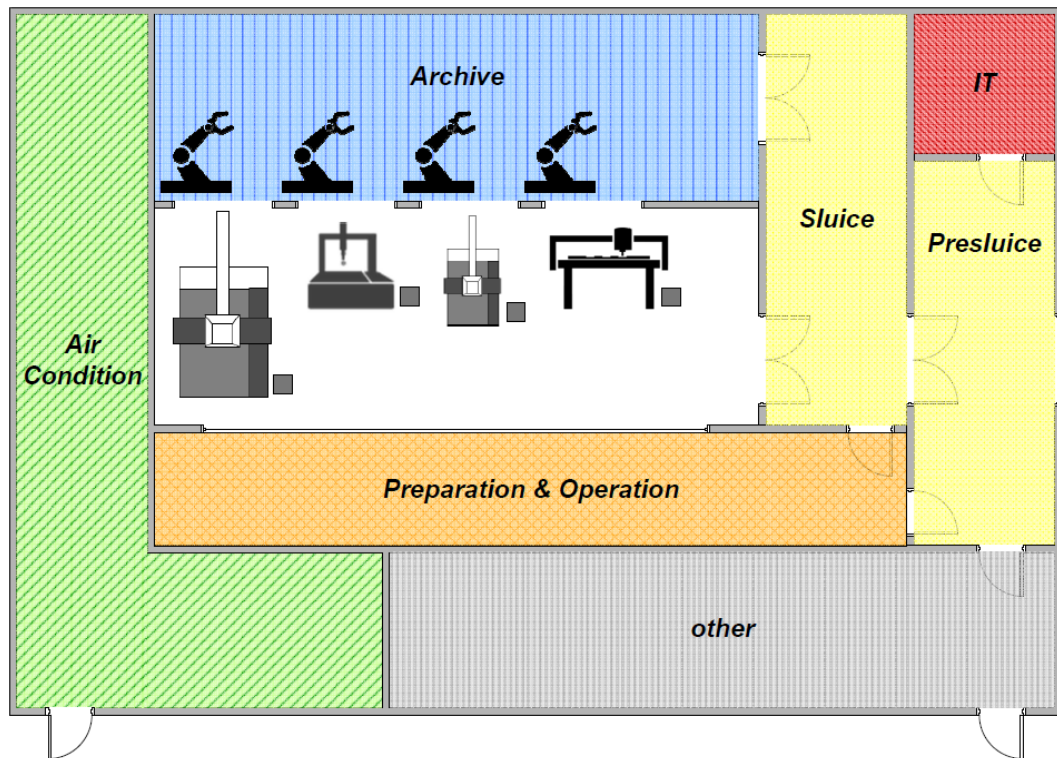 Archive
IT
Sluice
Presluice
Air
Condition
Preparation & Operation
other